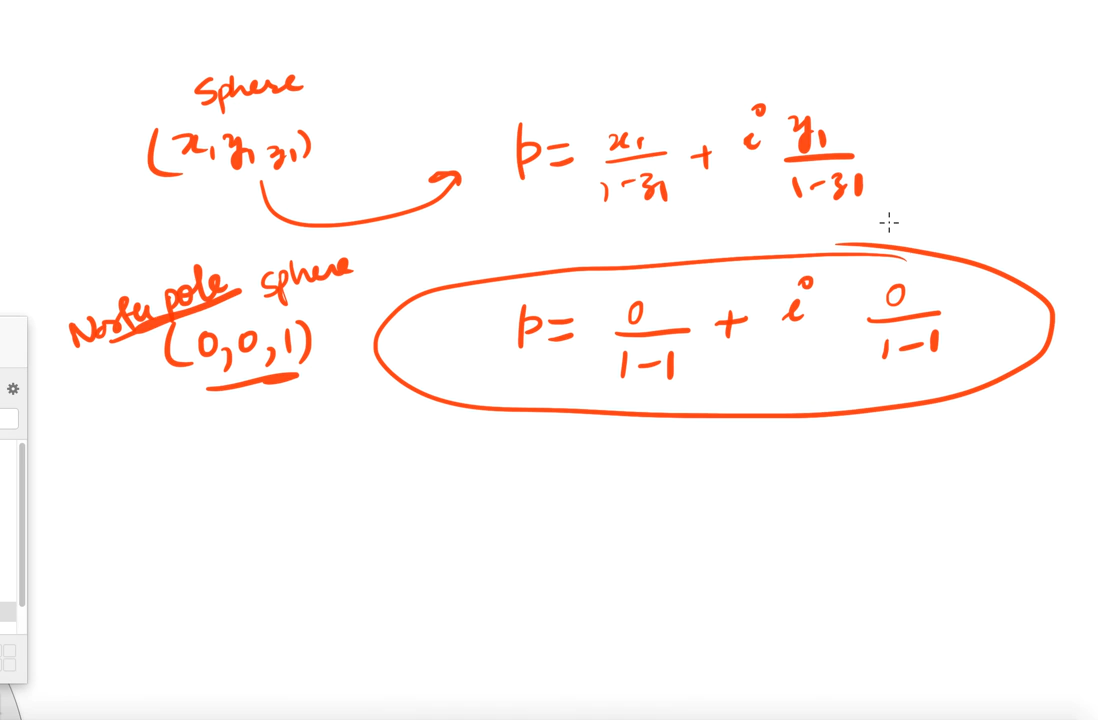 Sphere
(x₁ y₁ z₁)
p = x₁/1-z₁ + i y₁/1-z₁
North pole sphere
(0,0,1)
p = 0/1-1 + i 0/1-1